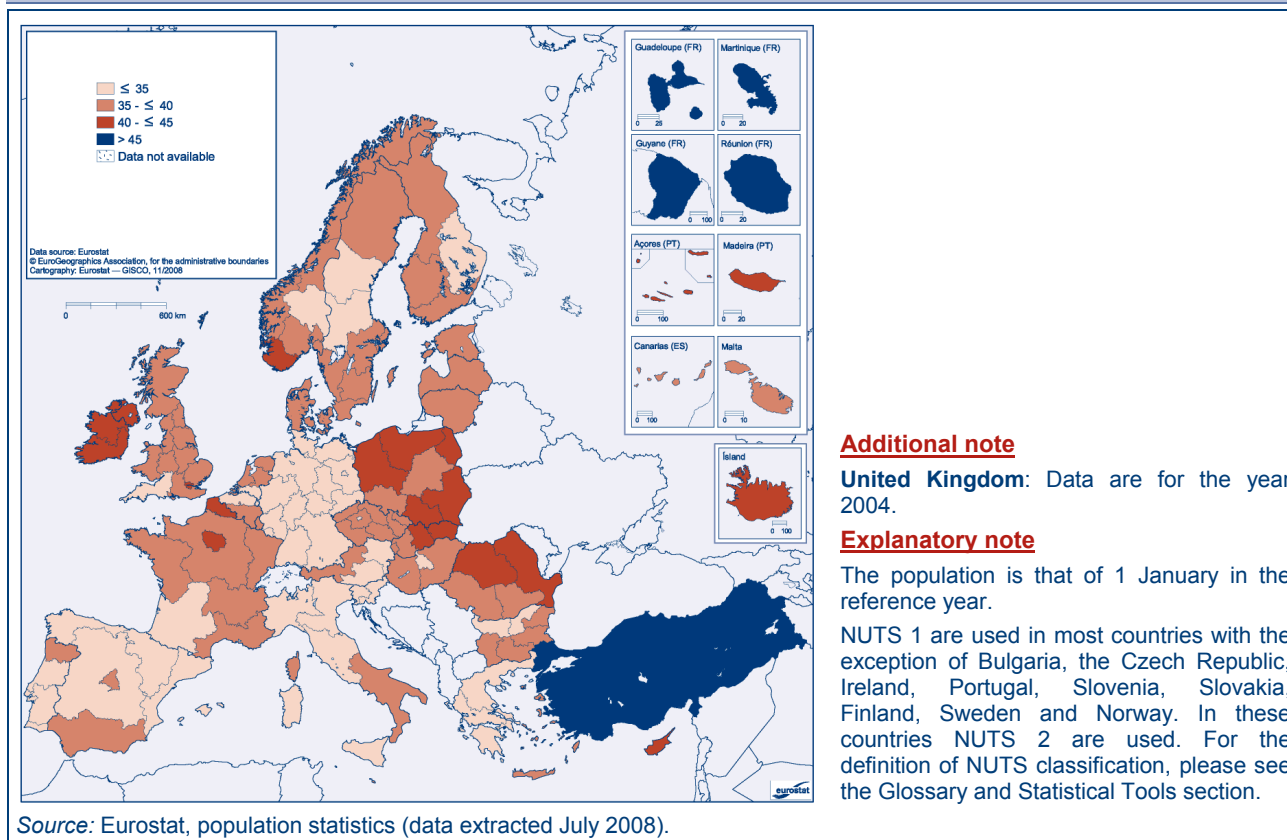 ≤ 35
35 - ≤ 40
40 - ≤ 45
> 45
Data not available
Data source: Eurostat
© EuroGeographics Association, for the administrative boundaries
Cartography: Eurostat — GISCO, 11/2008
0 600 km
Guadeloupe (FR)
0 25
Martinique (FR)
0 20
Guyane (FR)
0 100
Réunion (FR)
0 20
Açores (PT)
0 100
Madeira (PT)
0 20
Canarias (ES)
0 100
Malta
0 10
Ísland
0 100
eurostat
Additional note
United Kingdom: Data are for the year
2004.
Explanatory note
The population is that of 1 January in the
reference year.
NUTS 1 are used in most countries with the
exception of Bulgaria, the Czech Republic,
Ireland, Portugal, Slovenia, Slovakia,
Finland, Sweden and Norway. In these
countries NUTS 2 are used. For the
definition of NUTS classification, please see
the Glossary and Statistical Tools section.
Source: Eurostat, population statistics (data extracted July 2008).